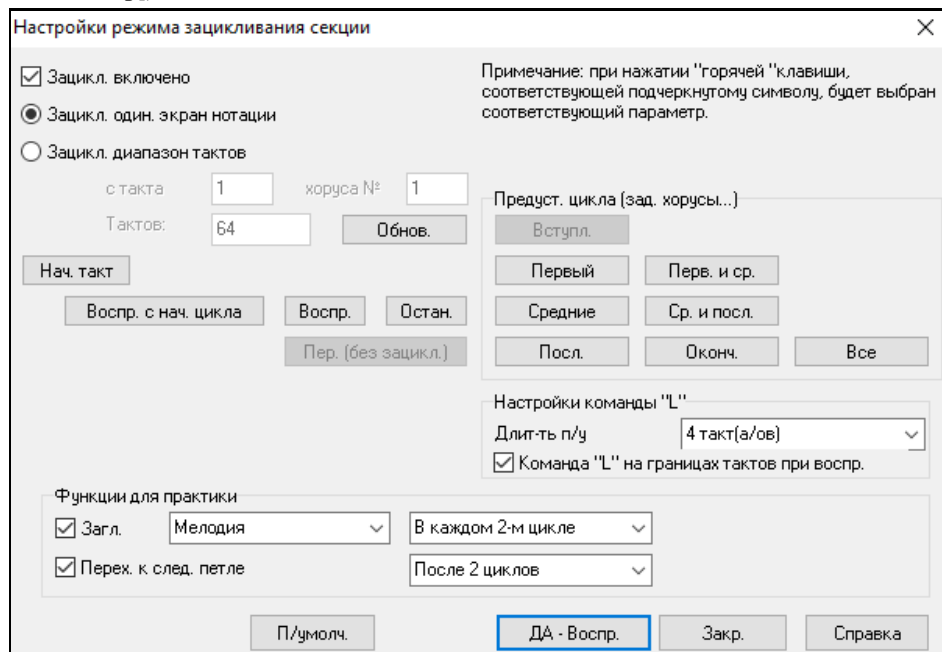 Настройки режима зацикливания секции
Зацикл. включено
Примечание: при нажатии "горячей "клавиши,
соответствующей подчеркнутому символу, будет выбран
соответствующий параметр.
Зацикл. один. экран нотации
Зацикл. диапазон тактов
с такта 1 хоруса № 1
Тактов: 64 Обнов.
Предуст. цикла (зад. хорусы...)
Вступл.
Нач. такт
Первый Перв. и ср.
Воспр. с нач. цикла Воспр. Остан.
Средние Ср. и посл.
Пер. (без зацикл.)
Посл. Оконч. Все
Настройки команды "L"
Длит-ть п/у 4 такт(а/ов)
Команда "L" на границах тактов при воспр.
Функции для практики
Загл. Мелодия В каждом 2-м цикле
Перех. к след. петле После 2 циклов
П/умолч. ДА - Воспр. Закр. Справка